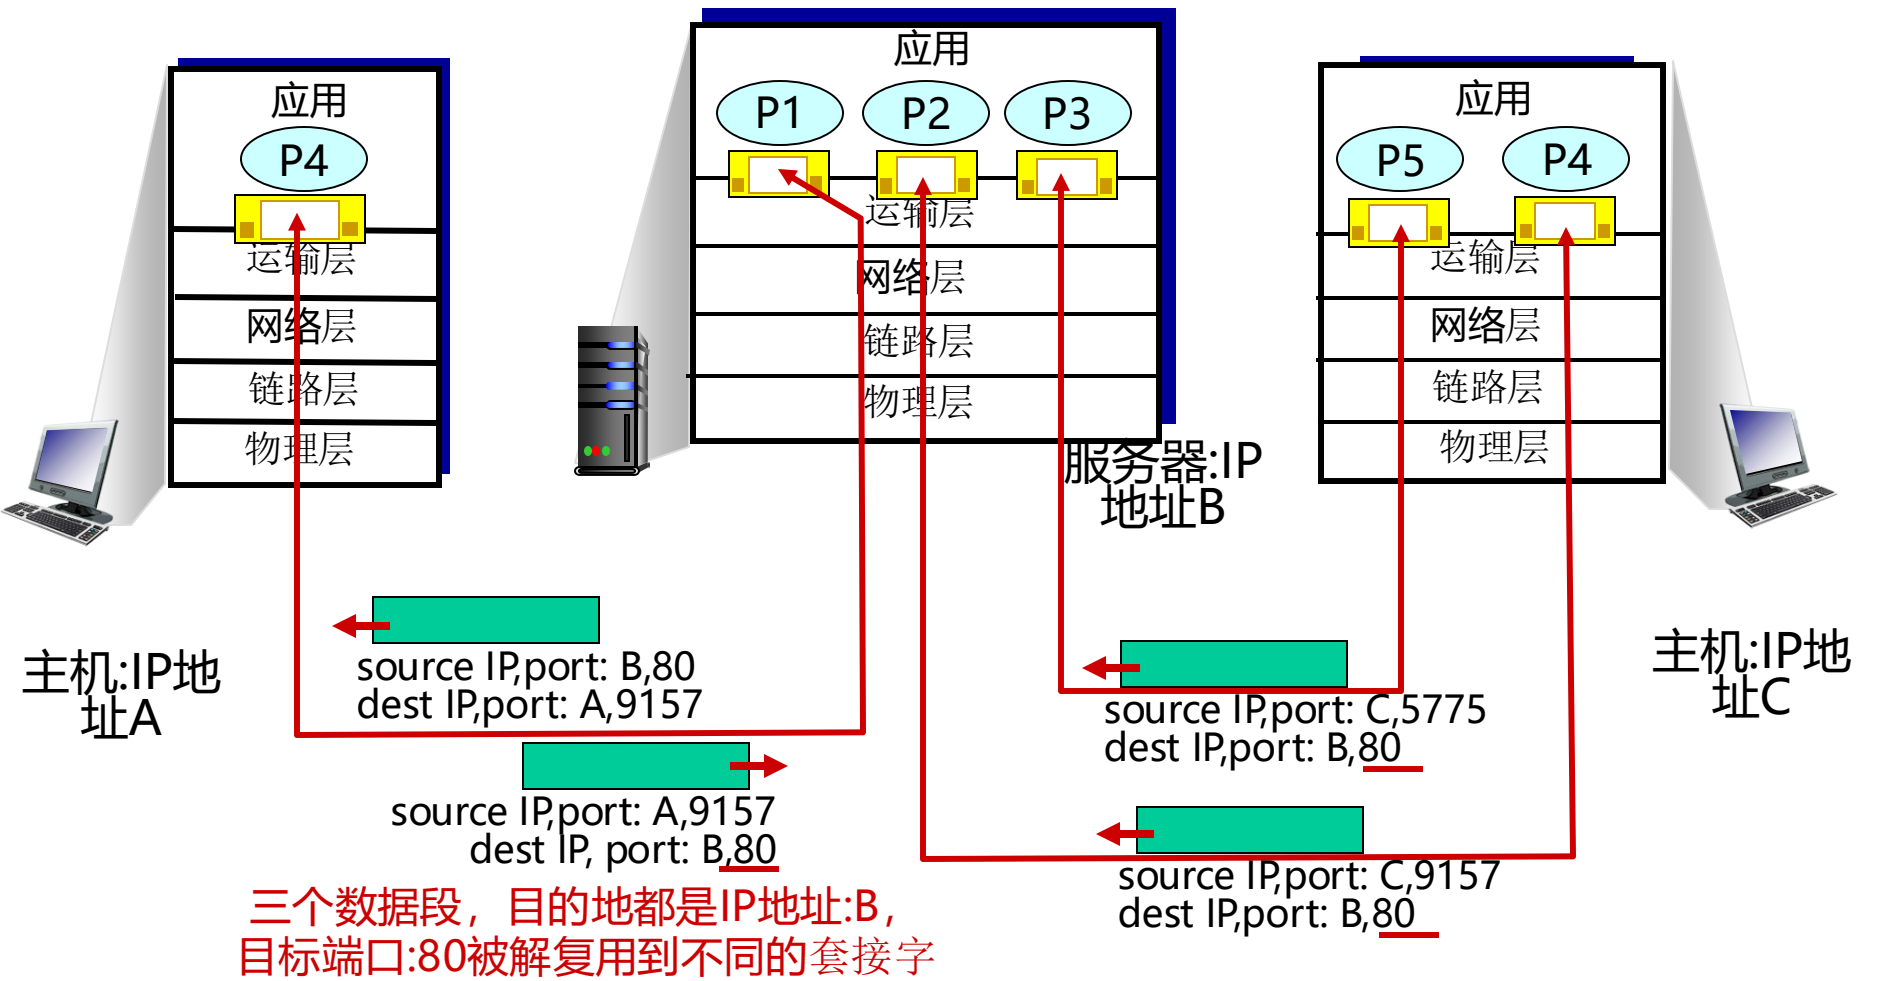 应用
P4
运输层
网络层
链路层
物理层
主机:IP地
址A
应用
P1
P2
P3
运输层
网络层
链路层
物理层
服务器:IP
地址B
应用
P5
P4
运输层
网络层
链路层
物理层
主机:IP地
址C
source IP,port: B,80
dest IP,port: A,9157
source IP,port: A,9157
dest IP, port: B,80
source IP,port: C,5775
dest IP,port: B,80
source IP,port: C,9157
dest IP,port: B,80
三个数据段，目的地都是IP地址:B，
目标端口:80被解复用到不同的套接字